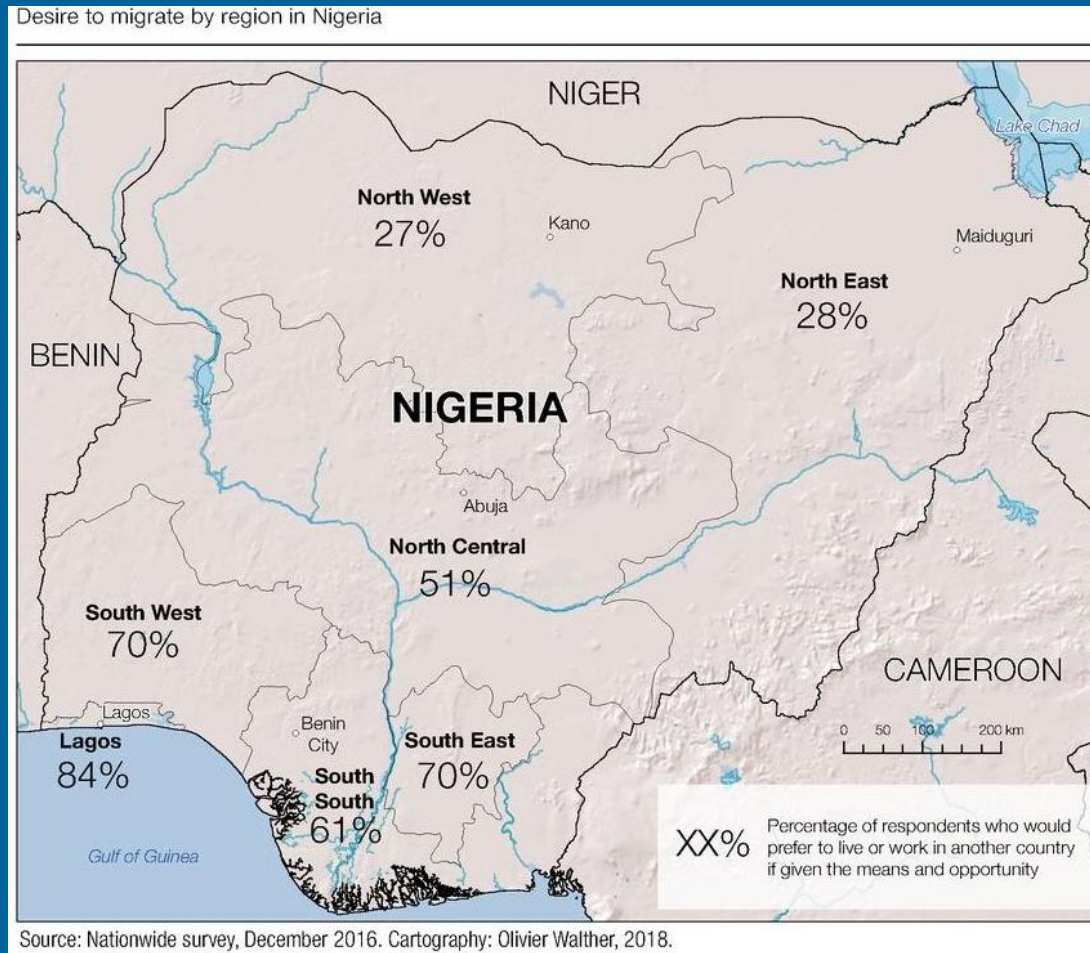 Desire to migrate by region in Nigeria
NIGER
Lake Chad
North West
27%
Kano
Maiduguri
North East
28%
BENIN
NIGERIA
Abuja
North Central
51%
South West
70%
CAMEROON
Lagos
Benin
City
0 50 100 200 km
Lagos
84%
South East
70%
South
South
61%
Gulf of Guinea
XX%
Percentage of respondents who would
prefer to live or work in another country
if given the means and opportunity
Source: Nationwide survey, December 2016. Cartography: Olivier Walther, 2018.